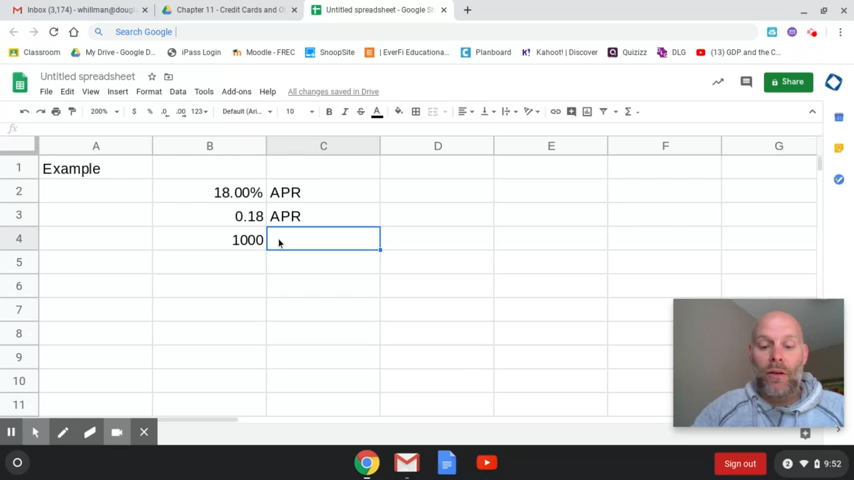 Inbox (3,174) - whillman@dougl
Chapter 11 - Credit Cards and O
Untitled spreadsheet - Google S
Search Google
Classroom My Drive - Google D... iPass Login Moodle - FREC SnoopSite | EverFi Educational... Planboard Kahoot! | Discover Quizizz DLG (13) GDP and the C...
Untitled spreadsheet
File Edit View Insert Format Data Tools Add-ons Help All changes saved in Drive
Share
200% $ % .0 .00 123 Default (Ari... 10 B I S A
fx
A B C D E F G
1 Example
2 18.00% APR
3 0.18 APR
4 1000
5
6
7
8
9
10
11
Sign out 2 9:52